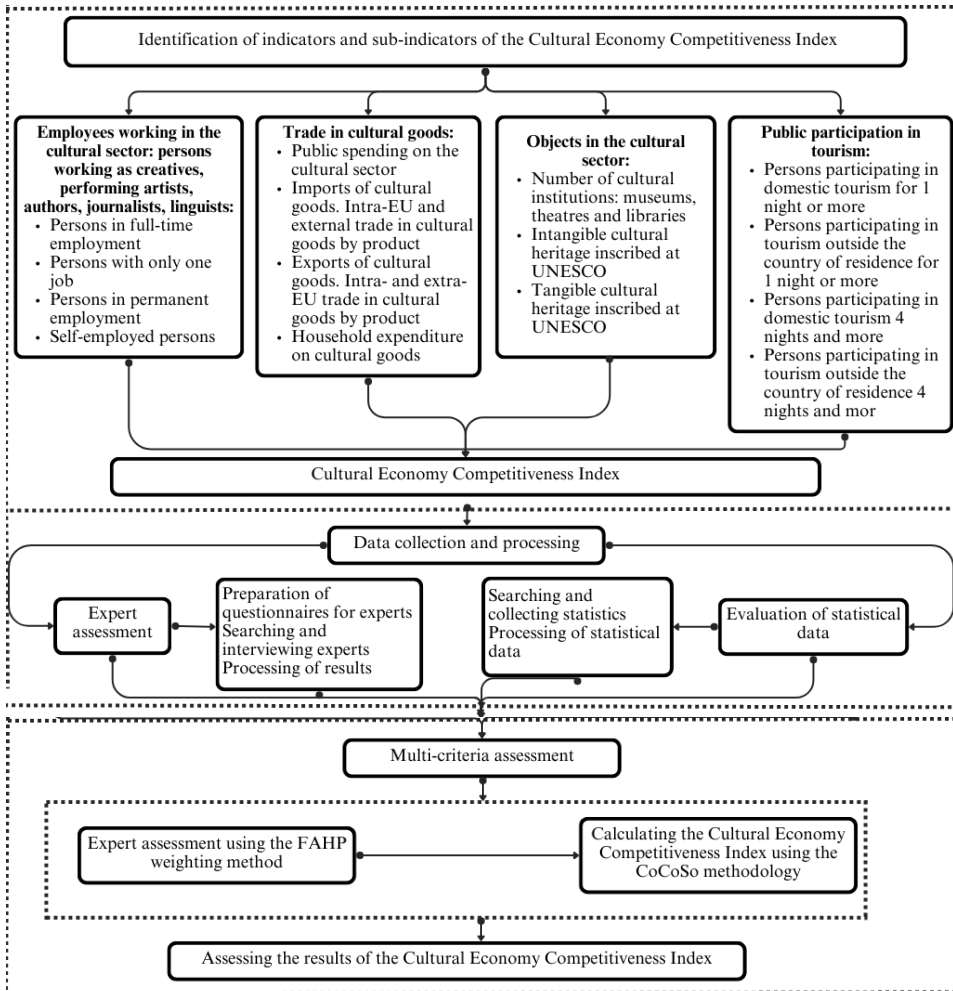 Identification of indicators and sub-indicators of the Cultural Economy Competitiveness Index
Employees working in the
cultural sector: persons
working as creatives,
performing artists,
authors, journalists, linguists:
• Persons in full-time
employment
• Persons with only one
job
• Persons in permanent
employment
• Self-employed persons
Trade in cultural goods:
• Public spending on the
cultural sector
• Imports of cultural
goods. Intra-EU and
external trade in cultural
goods by product
• Exports of cultural
goods. Intra- and extra-
EU trade in cultural
goods by product
• Household expenditure
on cultural goods
Objects in the cultural
sector:
• Number of cultural
institutions: museums,
theatres and libraries
• Intangible cultural
heritage inscribed at
UNESCO
• Tangible cultural
heritage inscribed at
UNESCO
Public participation in
tourism:
• Persons participating in
domestic tourism for 1
night or more
• Persons participating in
tourism outside the
country of residence for
1 night or more
• Persons participating in
domestic tourism 4
nights and more
• Persons participating in
tourism outside the
country of residence 4
nights and mor
Cultural Economy Competitiveness Index
Data collection and processing
Expert
assessment
Preparation of
questionnaires for experts
Searching and
interviewing experts
Processing of results
Searching and
collecting statistics
Processing of statistical
data
Evaluation of statistical
data
Multi-criteria assessment
Expert assessment using the FAHP
weighting method
Calculating the Cultural Economy
Competitiveness Index using the
CoCoSo methodology
Assessing the results of the Cultural Economy Competitiveness Index